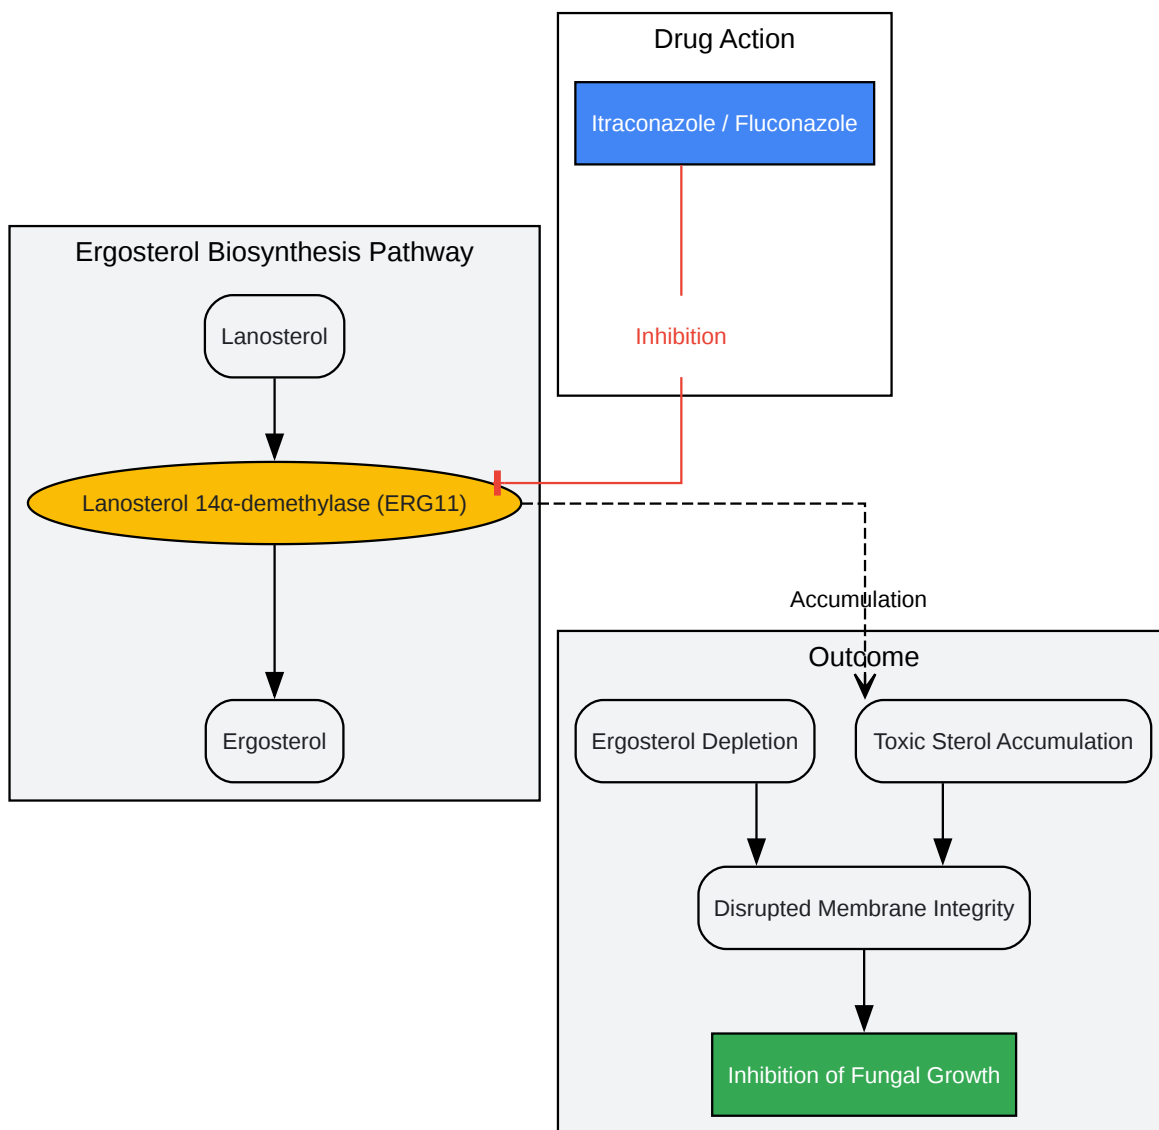 Drug Action
Itraconazole / Fluconazole
Inhibition
Ergosterol Biosynthesis Pathway
Lanosterol
Lanosterol 14α-demethylase (ERG11)
Ergosterol
Accumulation
Outcome
Ergosterol Depletion
Toxic Sterol Accumulation
Disrupted Membrane Integrity
Inhibition of Fungal Growth